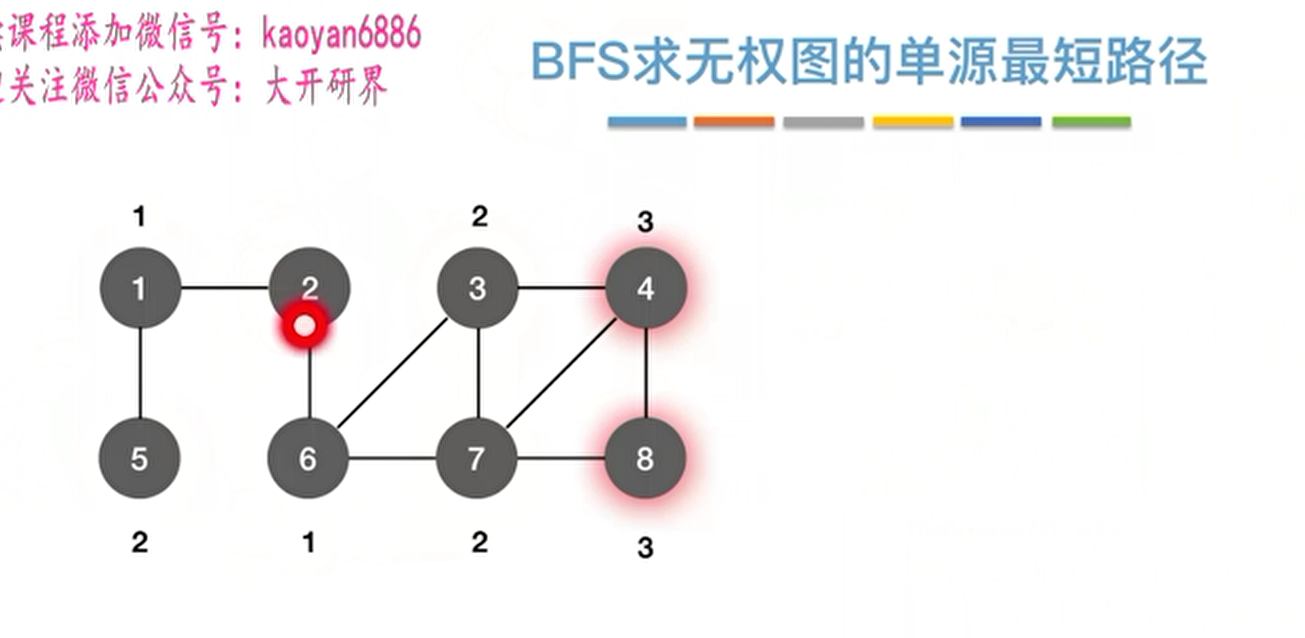 课程添加微信号：kaoyan6886
关注微信公众号：大开研界
BFS求无权图的单源最短路径
1 2 3
1 2 3 4
5 6 7 8
2 1 2 3